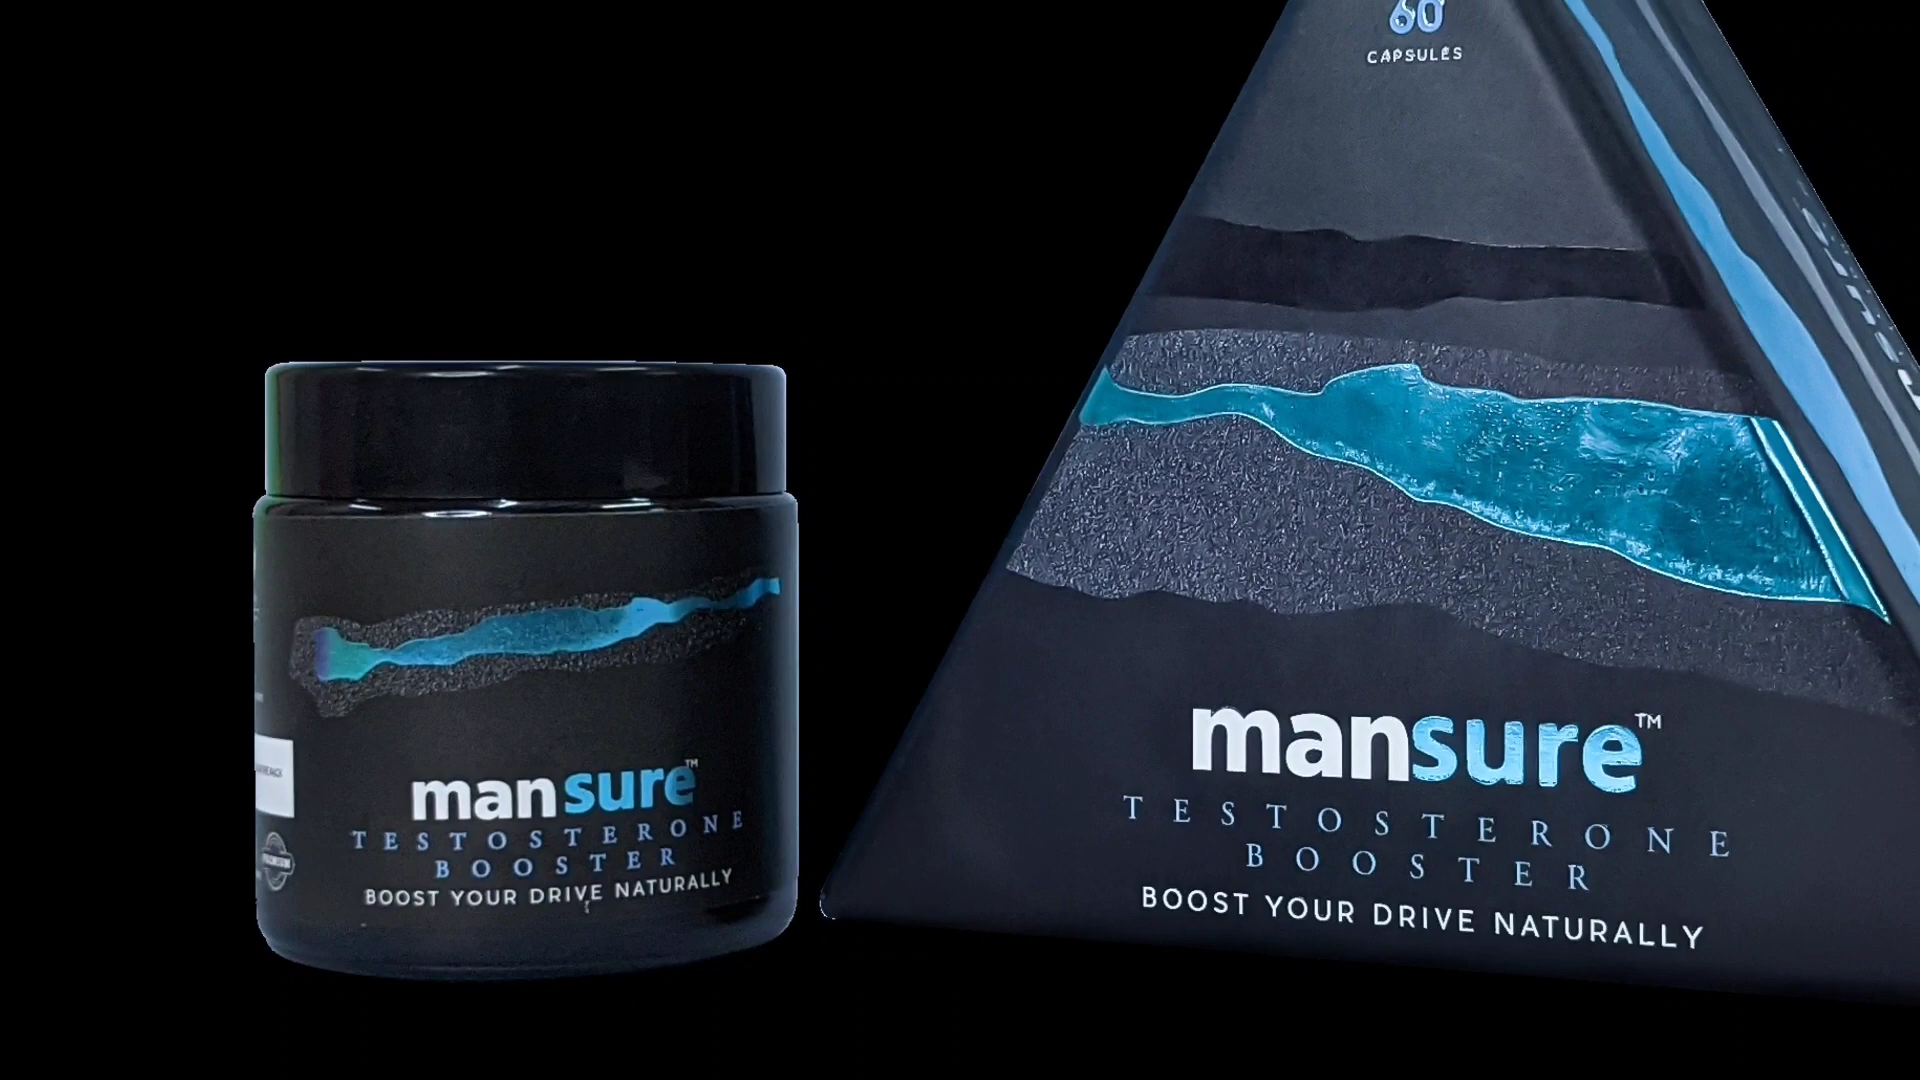 60
CAPSULES
mansure™
TESTOSTERONE
BOOSTER
BOOST YOUR DRIVE NATURALLY
mansure™
TESTOSTERONE
BOOSTER
BOOST YOUR DRIVE NATURALLY